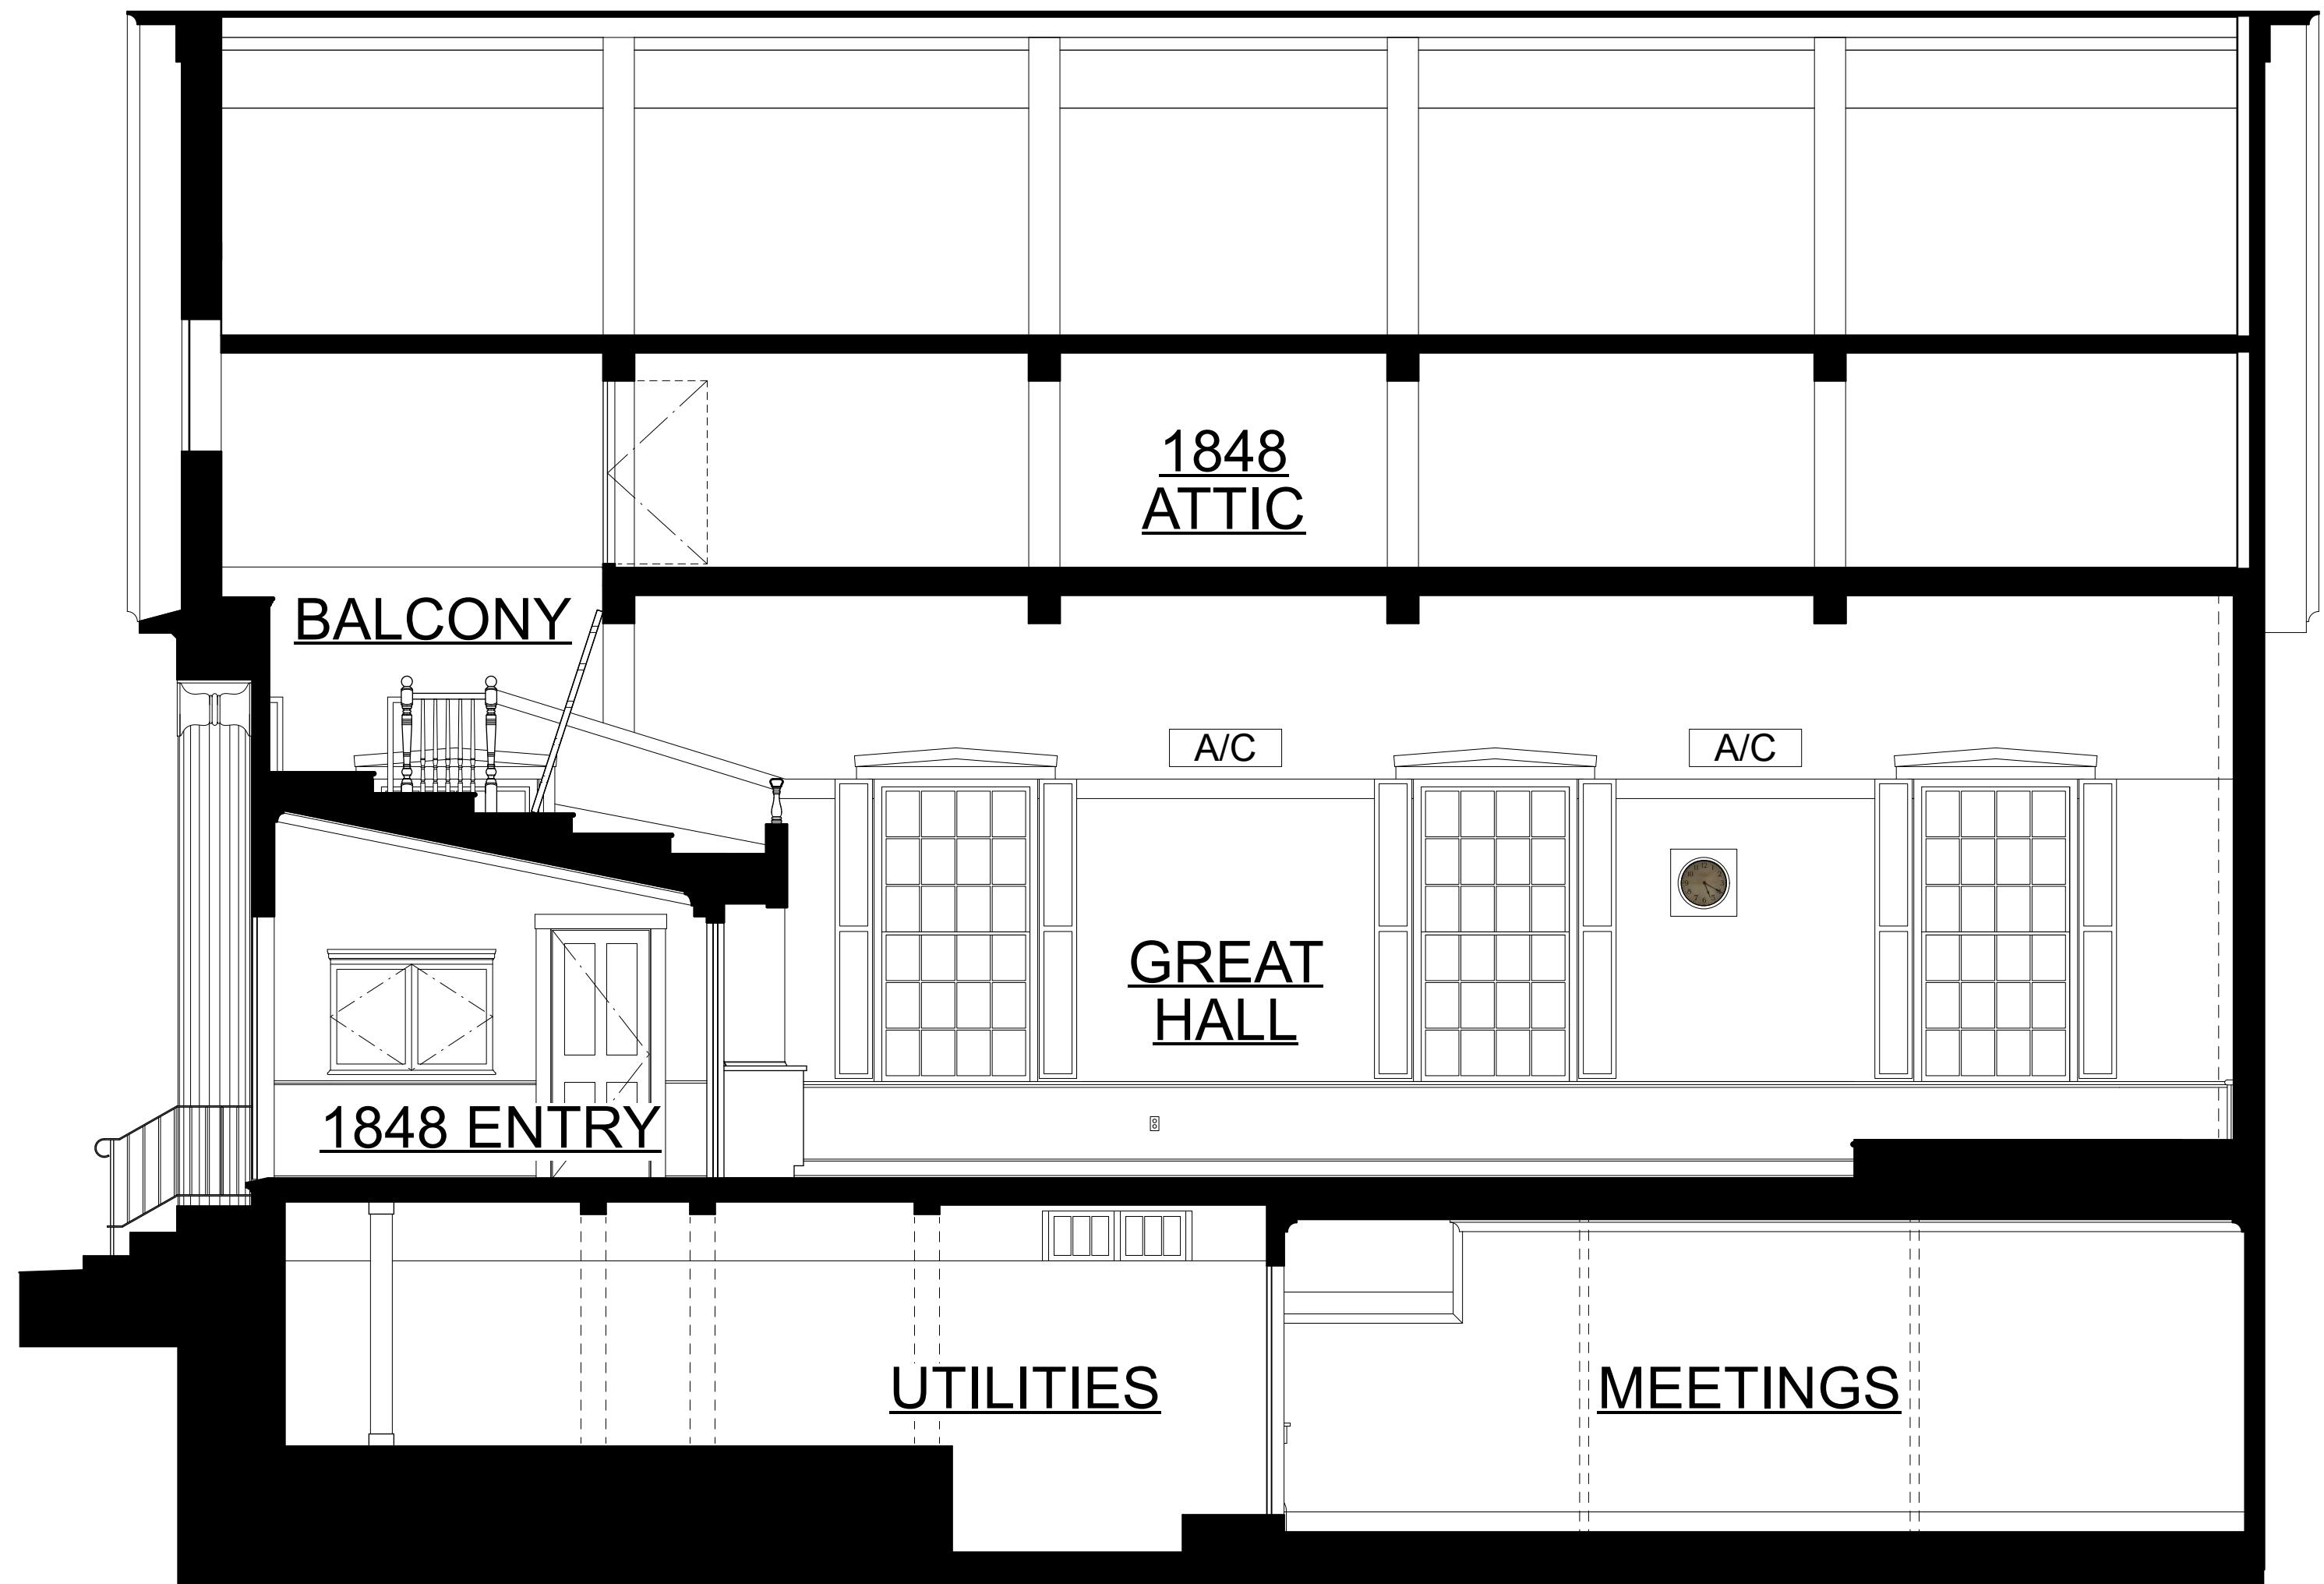 1848
ATTIC
BALCONY
A/C
A/C
GREAT
HALL
1848 ENTRY
UTILITIES
MEETINGS